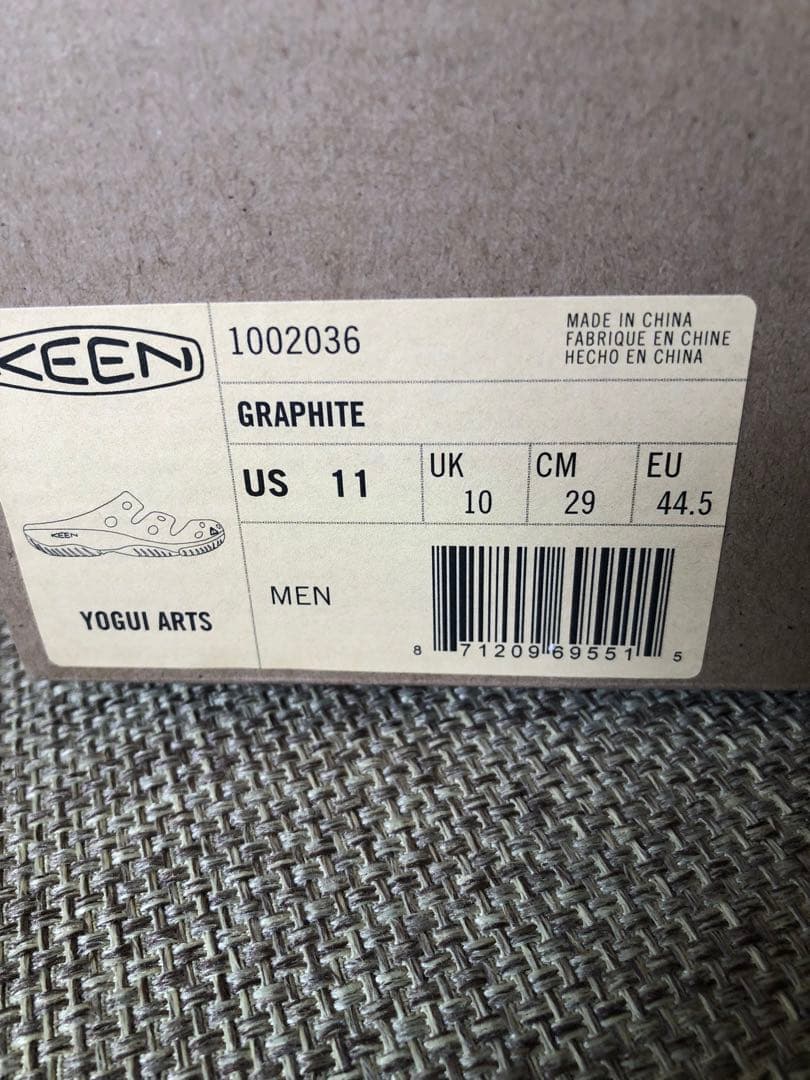 KEEN
1002036
MADE IN CHINA
FABRIQUE EN CHINE
HECHO EN CHINA
GRAPHITE
US 11
UK 10
CM 29
EU 44.5
KEEN
YOGUI ARTS
MEN
8 71209 69551 5